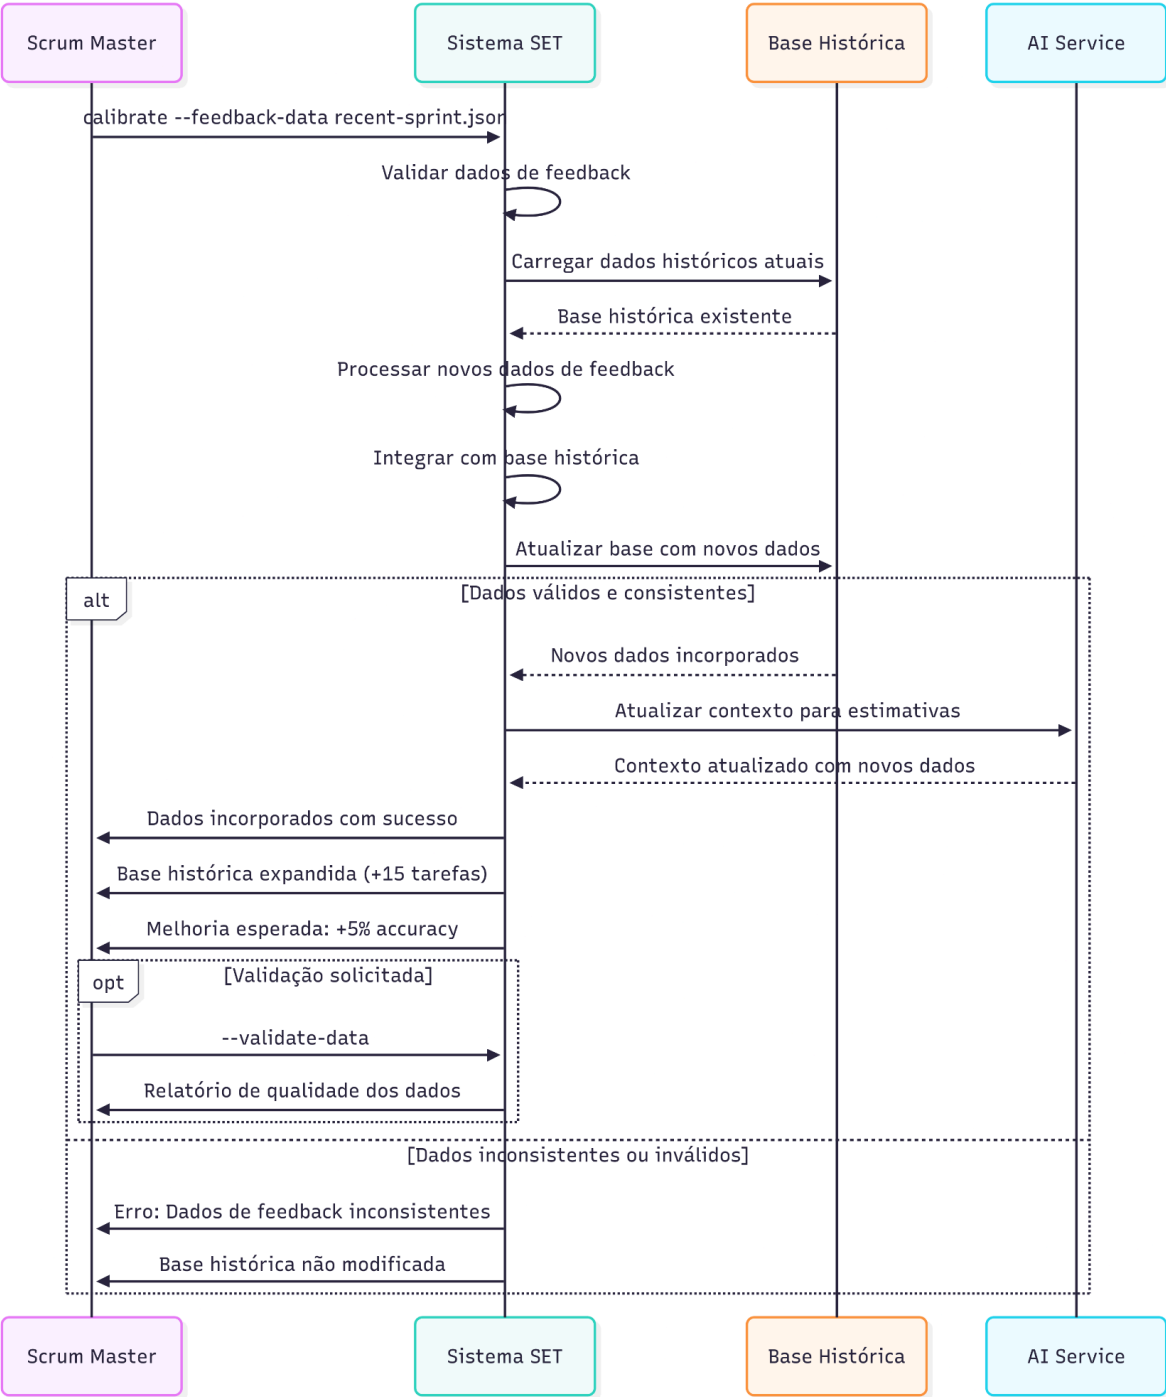 Scrum Master
Sistema SET
Base Histórica
AI Service
calibrate --feedback-data recent-sprint.json
Validar dados de feedback
Carregar dados históricos atuais
Base histórica existente
Processar novos dados de feedback
Integrar com base histórica
Atualizar base com novos dados
alt
[Dados válidos e consistentes]
Novos dados incorporados
Atualizar contexto para estimativas
Contexto atualizado com novos dados
Dados incorporados com sucesso
Base histórica expandida (+15 tarefas)
Melhoria esperada: +5% accuracy
opt
[Validação solicitada]
--validate-data
Relatório de qualidade dos dados
[Dados inconsistentes ou inválidos]
Erro: Dados de feedback inconsistentes
Base histórica não modificada
Scrum Master
Sistema SET
Base Histórica
AI Service